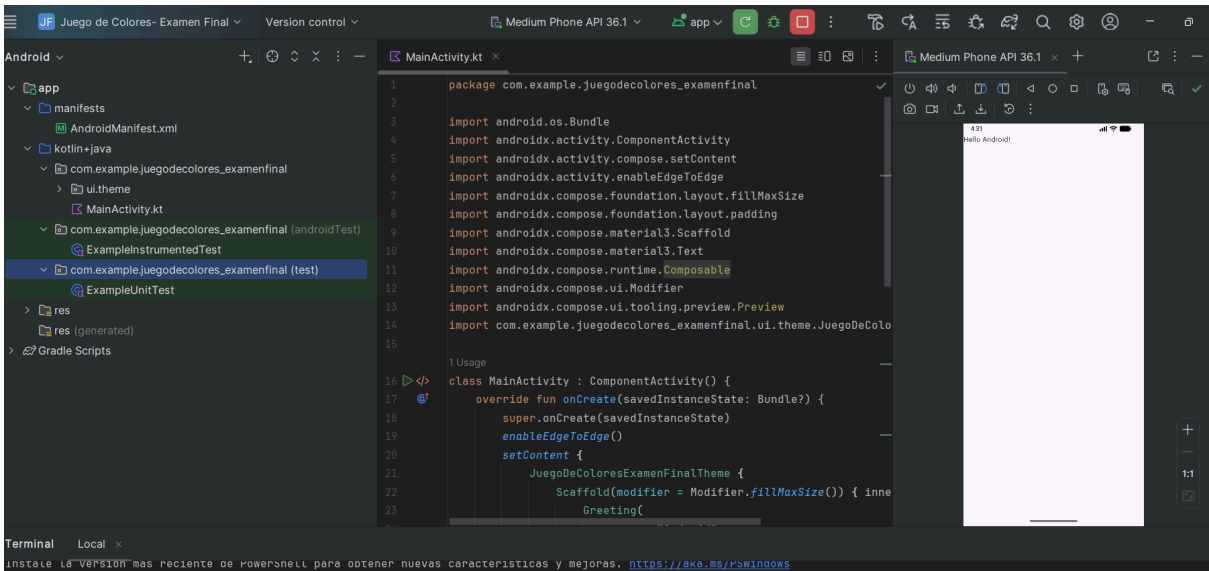 JF Juego de Colores- Examen Final Version control Medium Phone API 36.1 app
Android
MainActivity.kt
Medium Phone API 36.1
app
manifests
AndroidManifest.xml
kotlin+java
com.example.juegodecolores_examenfinal
ui.theme
MainActivity.kt
com.example.juegodecolores_examenfinal (androidTest)
ExampleInstrumentedTest
com.example.juegodecolores_examenfinal (test)
ExampleUnitTest
res
res (generated)
Gradle Scripts
1 package com.example.juegodecolores_examenfinal
2
3 import android.os.Bundle
4 import androidx.activity.ComponentActivity
5 import androidx.activity.compose.setContent
6 import androidx.activity.enableEdgeToEdge
7 import androidx.compose.foundation.layout.fillMaxSize
8 import androidx.compose.foundation.layout.padding
9 import androidx.compose.material3.Scaffold
10 import androidx.compose.material3.Text
11 import androidx.compose.runtime.Composable
12 import androidx.compose.ui.Modifier
13 import androidx.compose.ui.tooling.preview.Preview
14 import com.example.juegodecolores_examenfinal.ui.theme.JuegoDeColo
15
1 Usage
16 class MainActivity : ComponentActivity() {
17 override fun onCreate(savedInstanceState: Bundle?) {
18 super.onCreate(savedInstanceState)
19 enableEdgeToEdge()
20 setContent {
21 JuegoDeColoresExamenFinalTheme {
22 Scaffold(modifier = Modifier.fillMaxSize()) { inne
23 Greeting(
4:31
Hello Android!
1:1
Terminal Local
Instale la versión más reciente de PowerShell para obtener nuevas características y mejoras. https://aka.ms/PSWindows